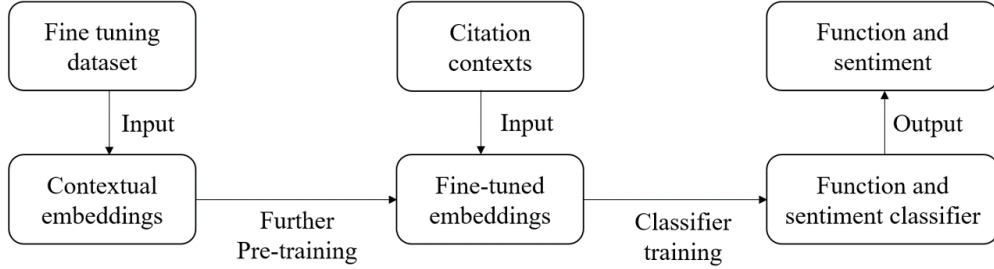 Fine tuning
dataset
Citation
contexts
Function and
sentiment
Input
Input
Output
Contextual
embeddings
Further
Pre-training
Fine-tuned
embeddings
Classifier
training
Function and
sentiment classifier